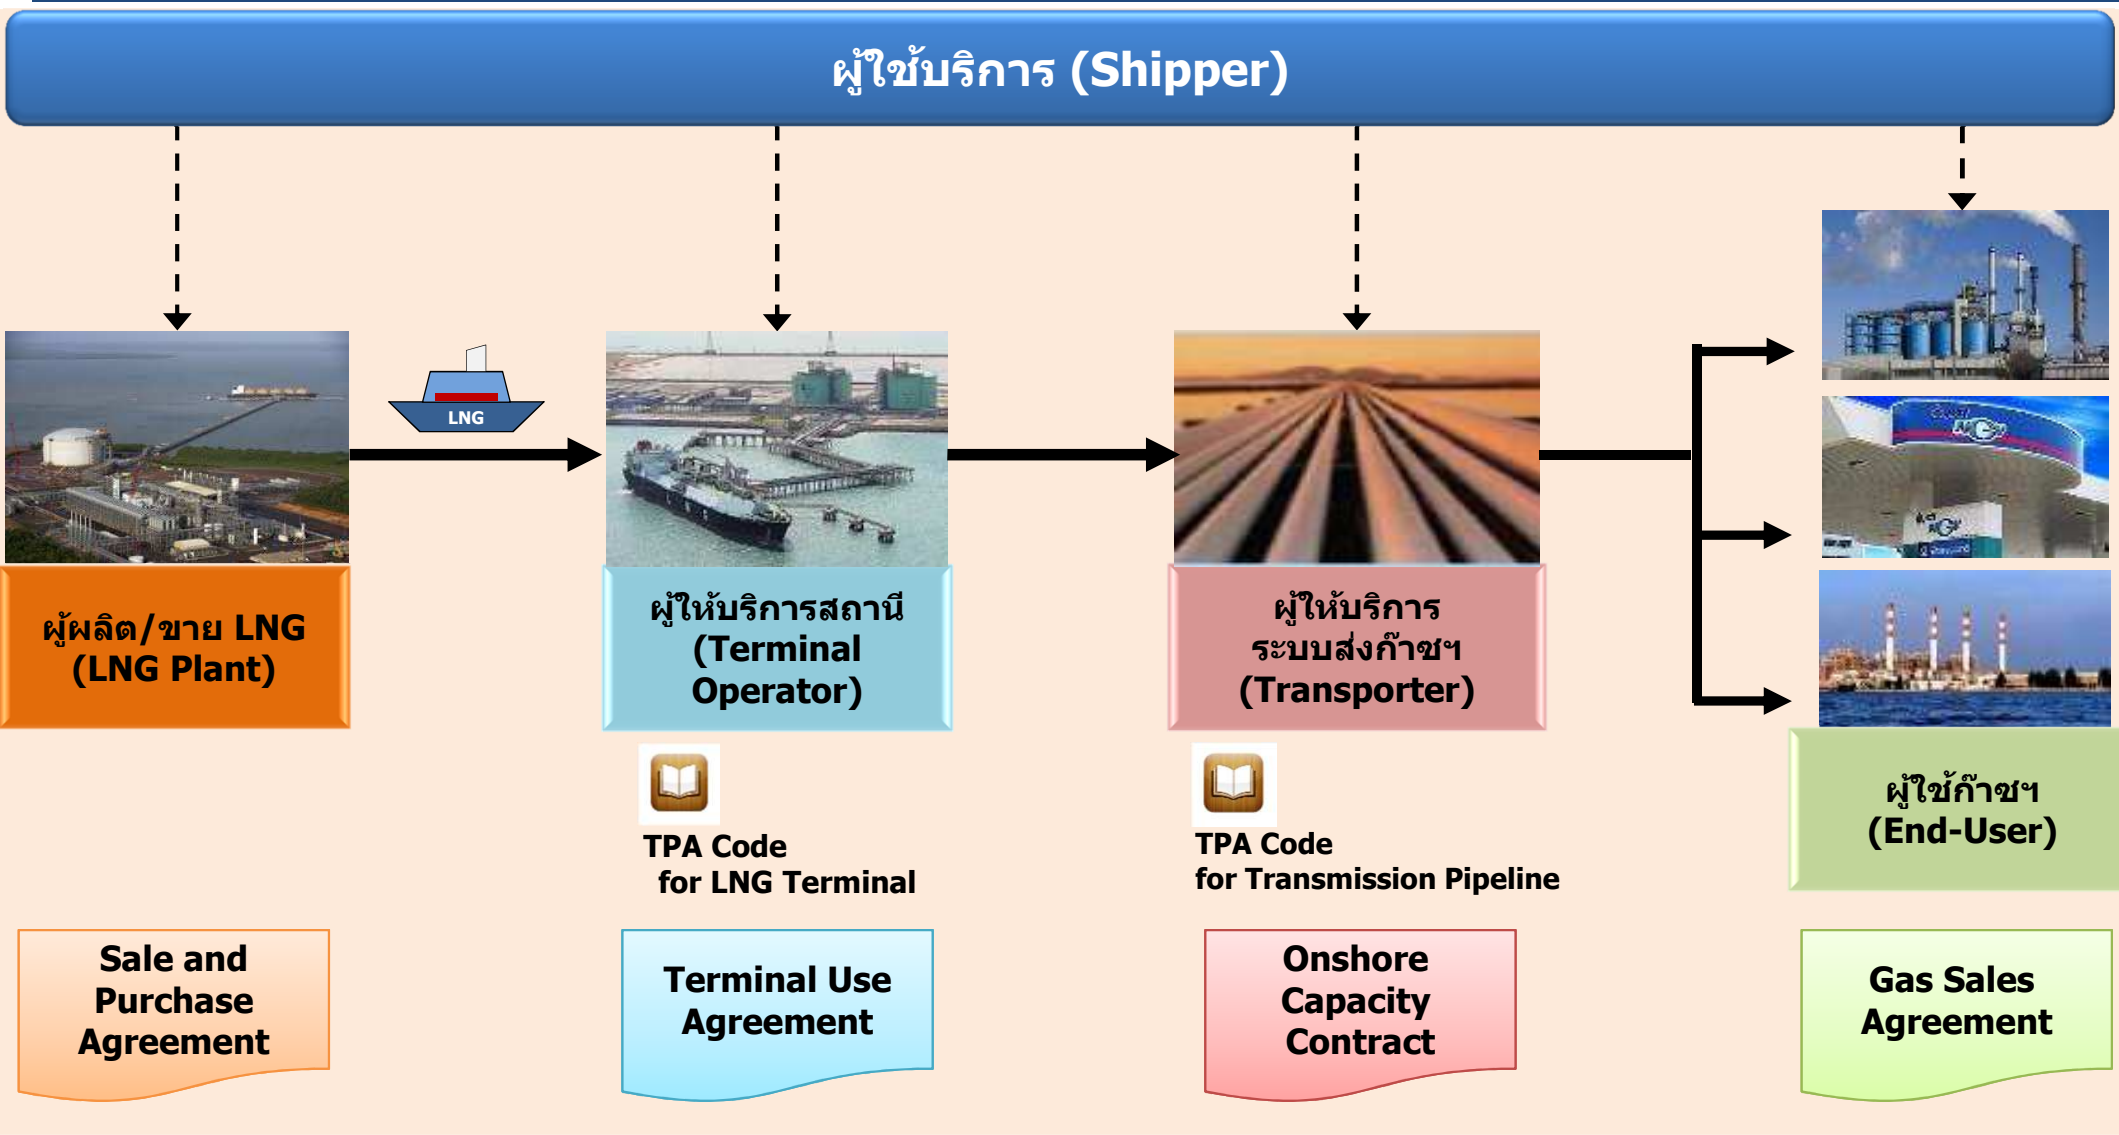 ผู้ใช้บริการ (Shipper)
LNG
NGV
ผู้ผลิต/ขาย LNG
(LNG Plant)
ผู้ให้บริการสถานี
(Terminal
Operator)
ผู้ให้บริการ
ระบบส่งก๊าซฯ
(Transporter)
ผู้ใช้ก๊าซฯ
(End-User)
TPA Code
for LNG Terminal
TPA Code
for Transmission Pipeline
Sale and
Purchase
Agreement
Terminal Use
Agreement
Onshore
Capacity
Contract
Gas Sales
Agreement